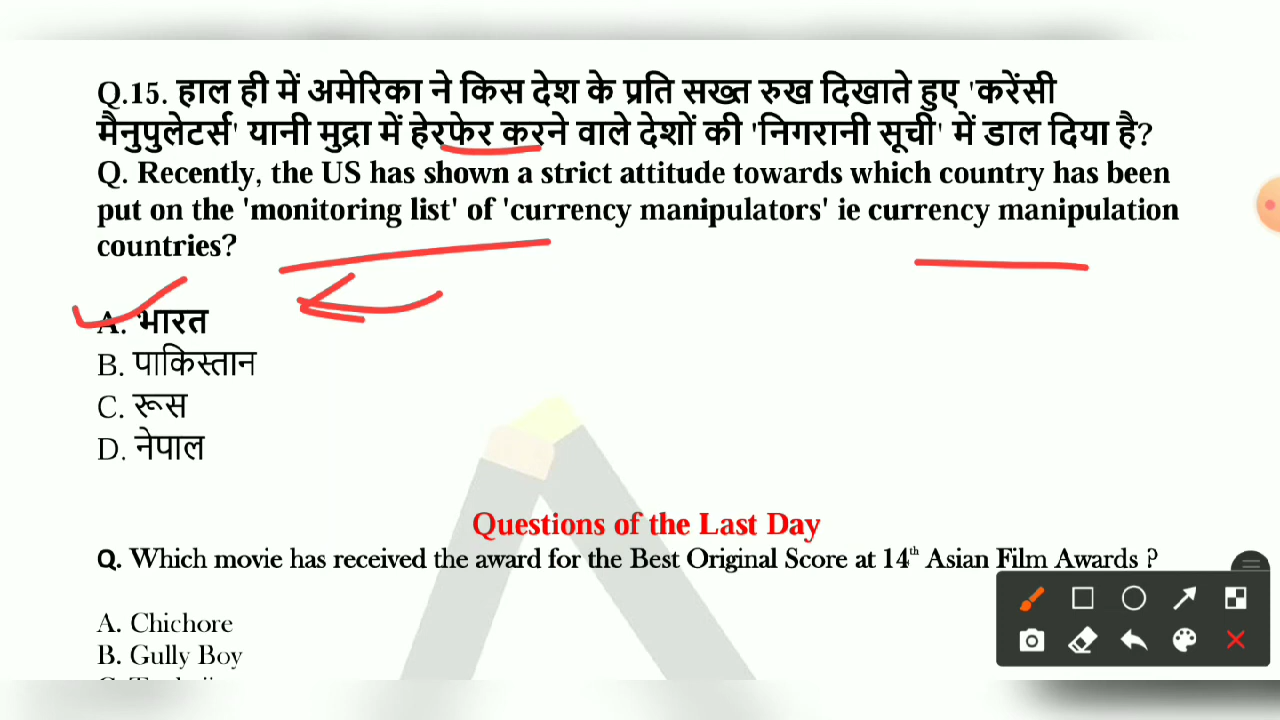 Q.15. हाल ही में अमेरिका ने किस देश के प्रति सख्त रुख दिखाते हुए 'करेंसी
मैनुपुलेटर्स' यानी मुद्रा में हेरफेर करने वाले देशों की 'निगरानी सूची' में डाल दिया है?
Q. Recently, the US has shown a strict attitude towards which country has been
put on the 'monitoring list' of 'currency manipulators' ie currency manipulation
countries?
A. भारत
B. पाकिस्तान
C. रूस
D. नेपाल
Questions of the Last Day
Q. Which movie has received the award for the Best Original Score at 14th Asian Film Awards ?
A. Chichore
B. Gully Boy